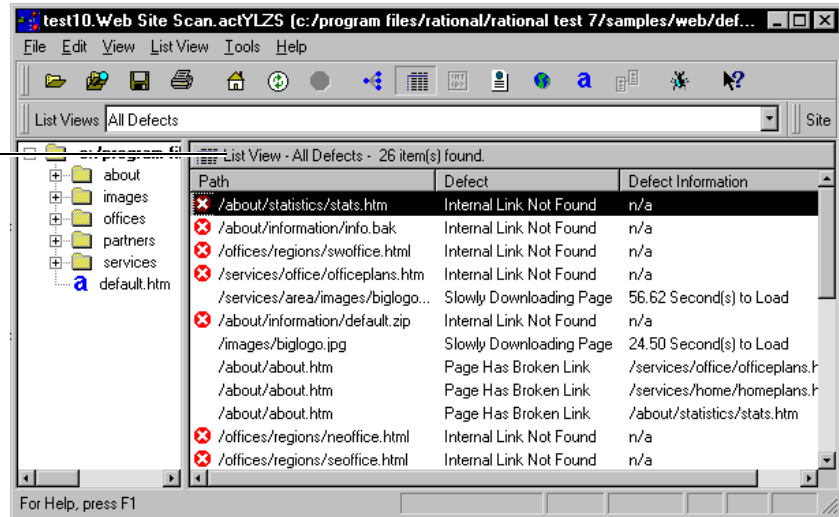 test10.Web Site Scan.actYLZS (c:/program files/rational/rational test 7/samples/web/def...
File Edit View List View Tools Help
List Views All Defects Site
c:/program fil
about
images
offices
partners
services
a default.htm
List View - All Defects - 26 item(s) found.
Path Defect Defect Information
/about/statistics/stats.htm Internal Link Not Found n/a
/about/information/info.bak Internal Link Not Found n/a
/offices/regions/swoffice.html Internal Link Not Found n/a
/services/office/officeplans.htm Internal Link Not Found n/a
/services/area/images/biglogo... Slowly Downloading Page 56.62 Second(s) to Load
/about/information/default.zip Internal Link Not Found n/a
/images/biglogo.jpg Slowly Downloading Page 24.50 Second(s) to Load
/about/about.htm Page Has Broken Link /services/office/officeplans.h
/about/about.htm Page Has Broken Link /services/home/homeplans.h
/about/about.htm Page Has Broken Link /about/statistics/stats.htm
/offices/regions/neoffice.html Internal Link Not Found n/a
/offices/regions/seoffice.html Internal Link Not Found n/a
For Help, press F1